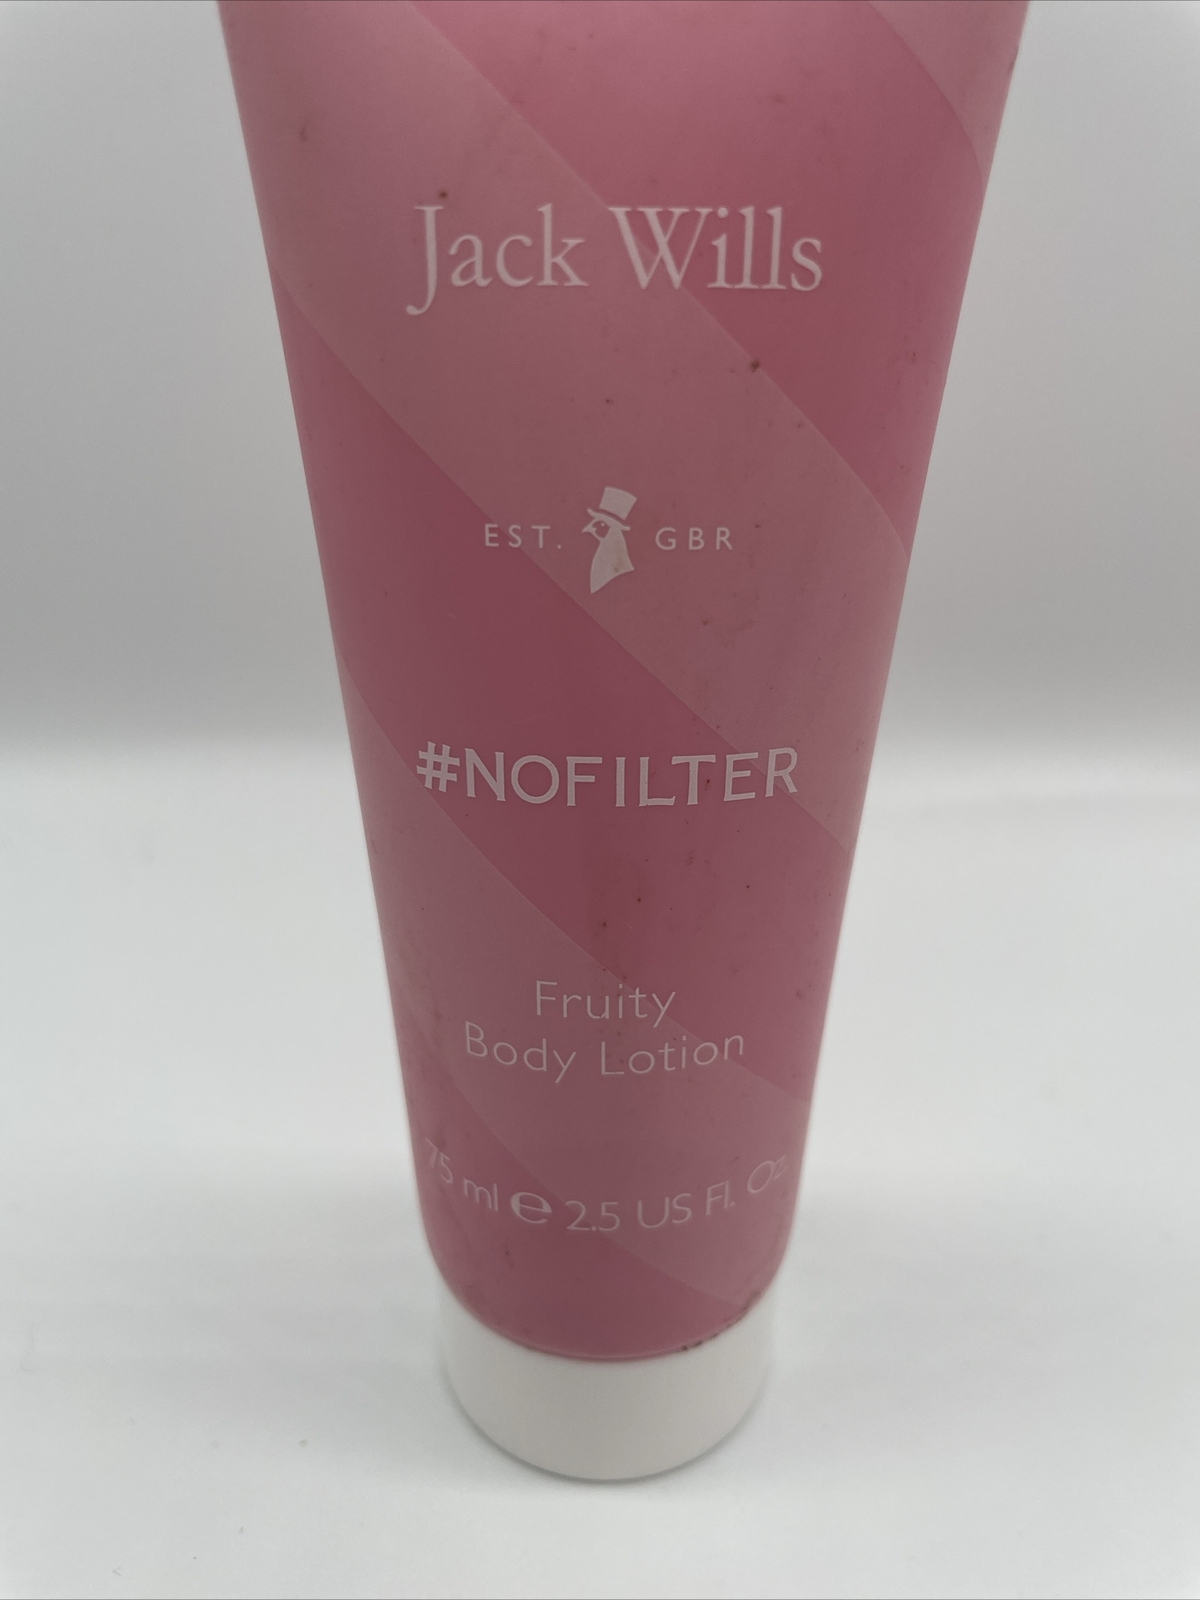 Jack Wills
EST. GBR
#NOFILTER
Fruity
Body Lotion
75 ml ℮ 2.5 US Fl. Oz